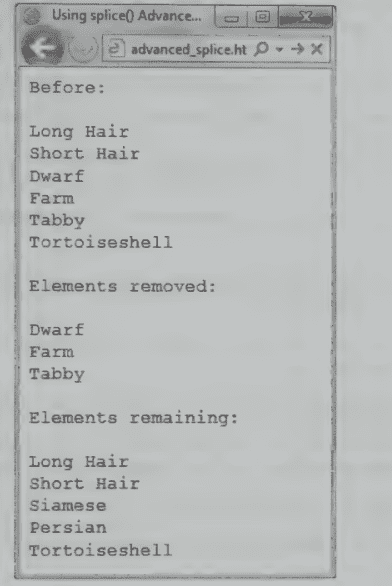 Using splice() Advance...
advanced_splice.ht
Before:
Long Hair
Short Hair
Dwarf
Farm
Tabby
Tortoiseshell
Elements removed:
Dwarf
Farm
Tabby
Elements remaining:
Long Hair
Short Hair
Siamese
Persian
Tortoiseshell